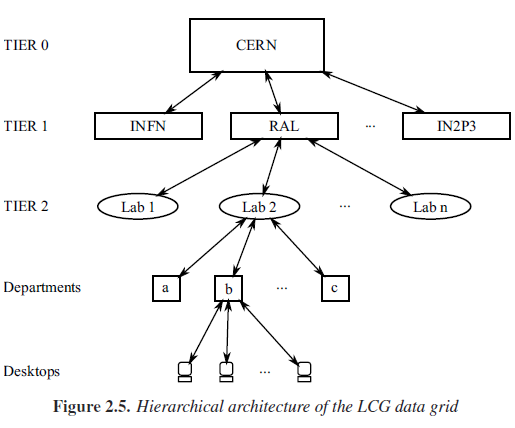 TIER 0
CERN
TIER 1
INFN
RAL
...
IN2P3
TIER 2
Lab 1
Lab 2
...
Lab n
Departments
a
b
...
c
Desktops
...
Figure 2.5. Hierarchical architecture of the LCG data grid